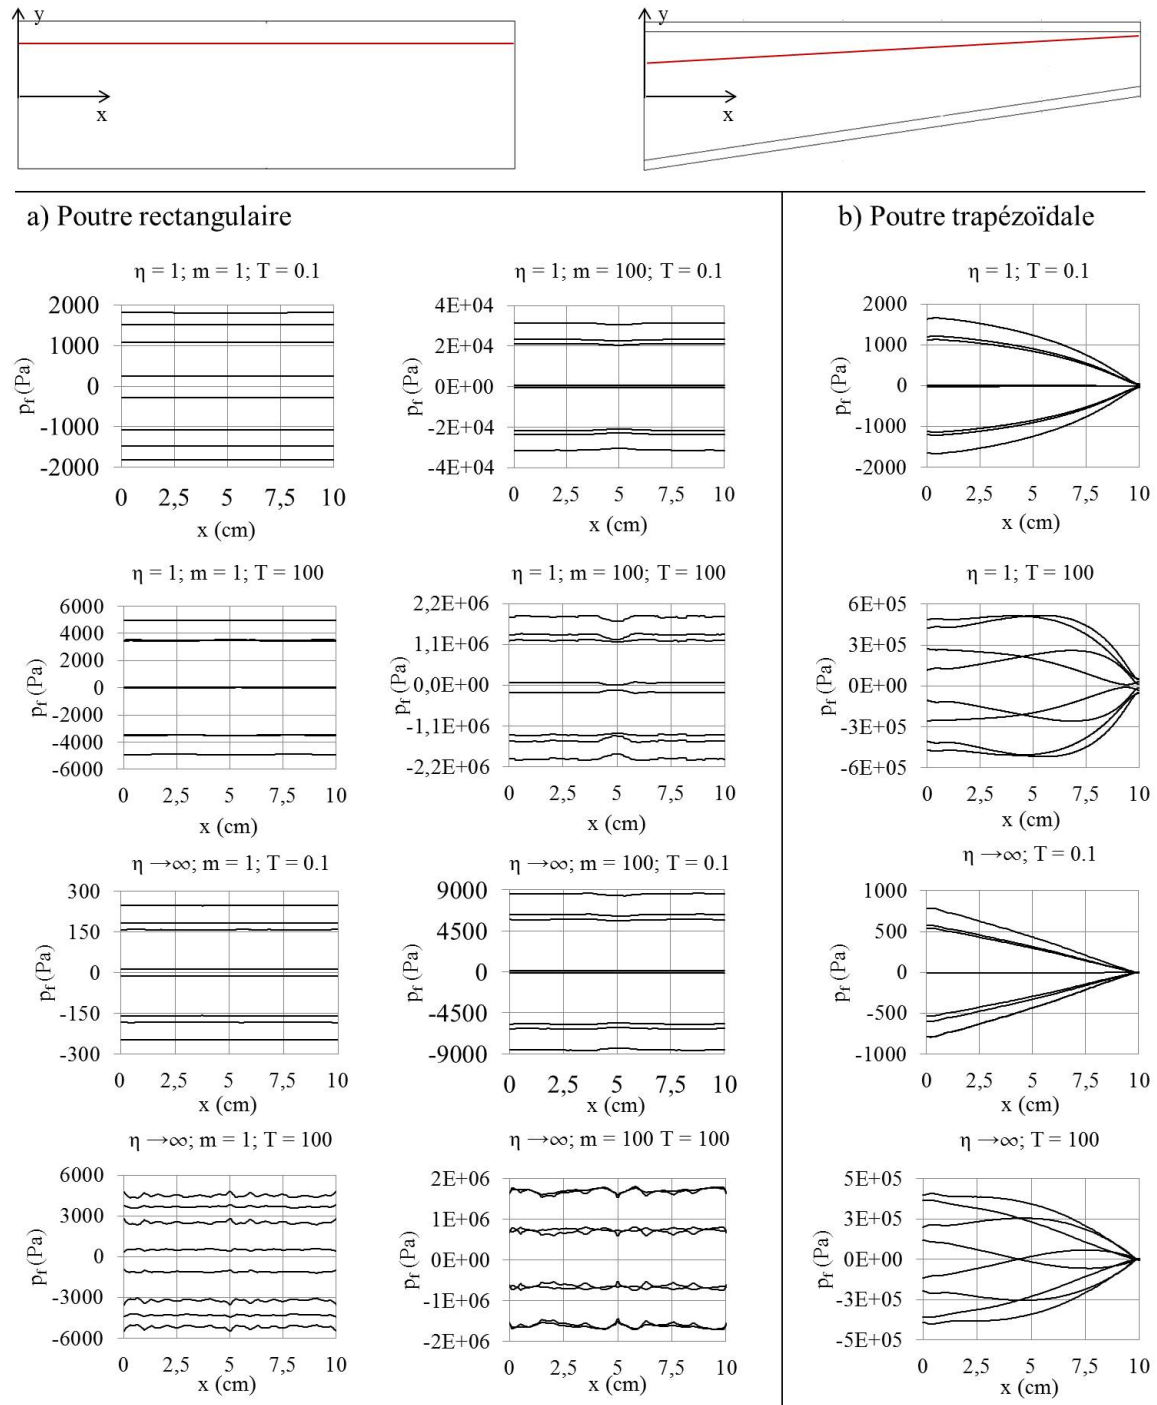 y
x
y
x
a) Poutre rectangulaire
b) Poutre trapézoïdale
η = 1; m = 1; T = 0.1
2000
1000
0
-1000
-2000
p_f (Pa)
0 2,5 5 7,5 10
x (cm)
η = 1; m = 100; T = 0.1
4E+04
2E+04
0E+00
-2E+04
-4E+04
p_f (Pa)
0 2,5 5 7,5 10
x (cm)
η = 1; T = 0.1
2000
1000
0
-1000
-2000
p_f (Pa)
0 2,5 5 7,5 10
x (cm)
η = 1; m = 1; T = 100
6000
4000
2000
0
-2000
-4000
-6000
p_f (Pa)
0 2,5 5 7,5 10
x (cm)
η = 1; m = 100; T = 100
2,2E+06
1,1E+06
0,0E+00
-1,1E+06
-2,2E+06
p_f (Pa)
0 2,5 5 7,5 10
x (cm)
η = 1; T = 100
6E+05
3E+05
0E+00
-3E+05
-6E+05
p_f (Pa)
0 2,5 5 7,5 10
x (cm)
η →∞; m = 1; T = 0.1
300
150
0
-150
-300
p_f (Pa)
0 2,5 5 7,5 10
x (cm)
η →∞; m = 100; T = 0.1
9000
4500
0
-4500
-9000
p_f (Pa)
0 2,5 5 7,5 10
x (cm)
η →∞; T = 0.1
1000
500
0
-500
-1000
p_f (Pa)
0 2,5 5 7,5 10
x (cm)
η →∞; m = 1; T = 100
6000
3000
0
-3000
-6000
p_f (Pa)
0 2,5 5 7,5 10
x (cm)
η →∞; m = 100 T = 100
2E+06
1E+06
0E+00
-1E+06
-2E+06
p_f (Pa)
0 2,5 5 7,5 10
x (cm)
η →∞; T = 100
5E+05
3E+05
0E+00
-3E+05
-5E+05
p_f (Pa)
0 2,5 5 7,5 10
x (cm)